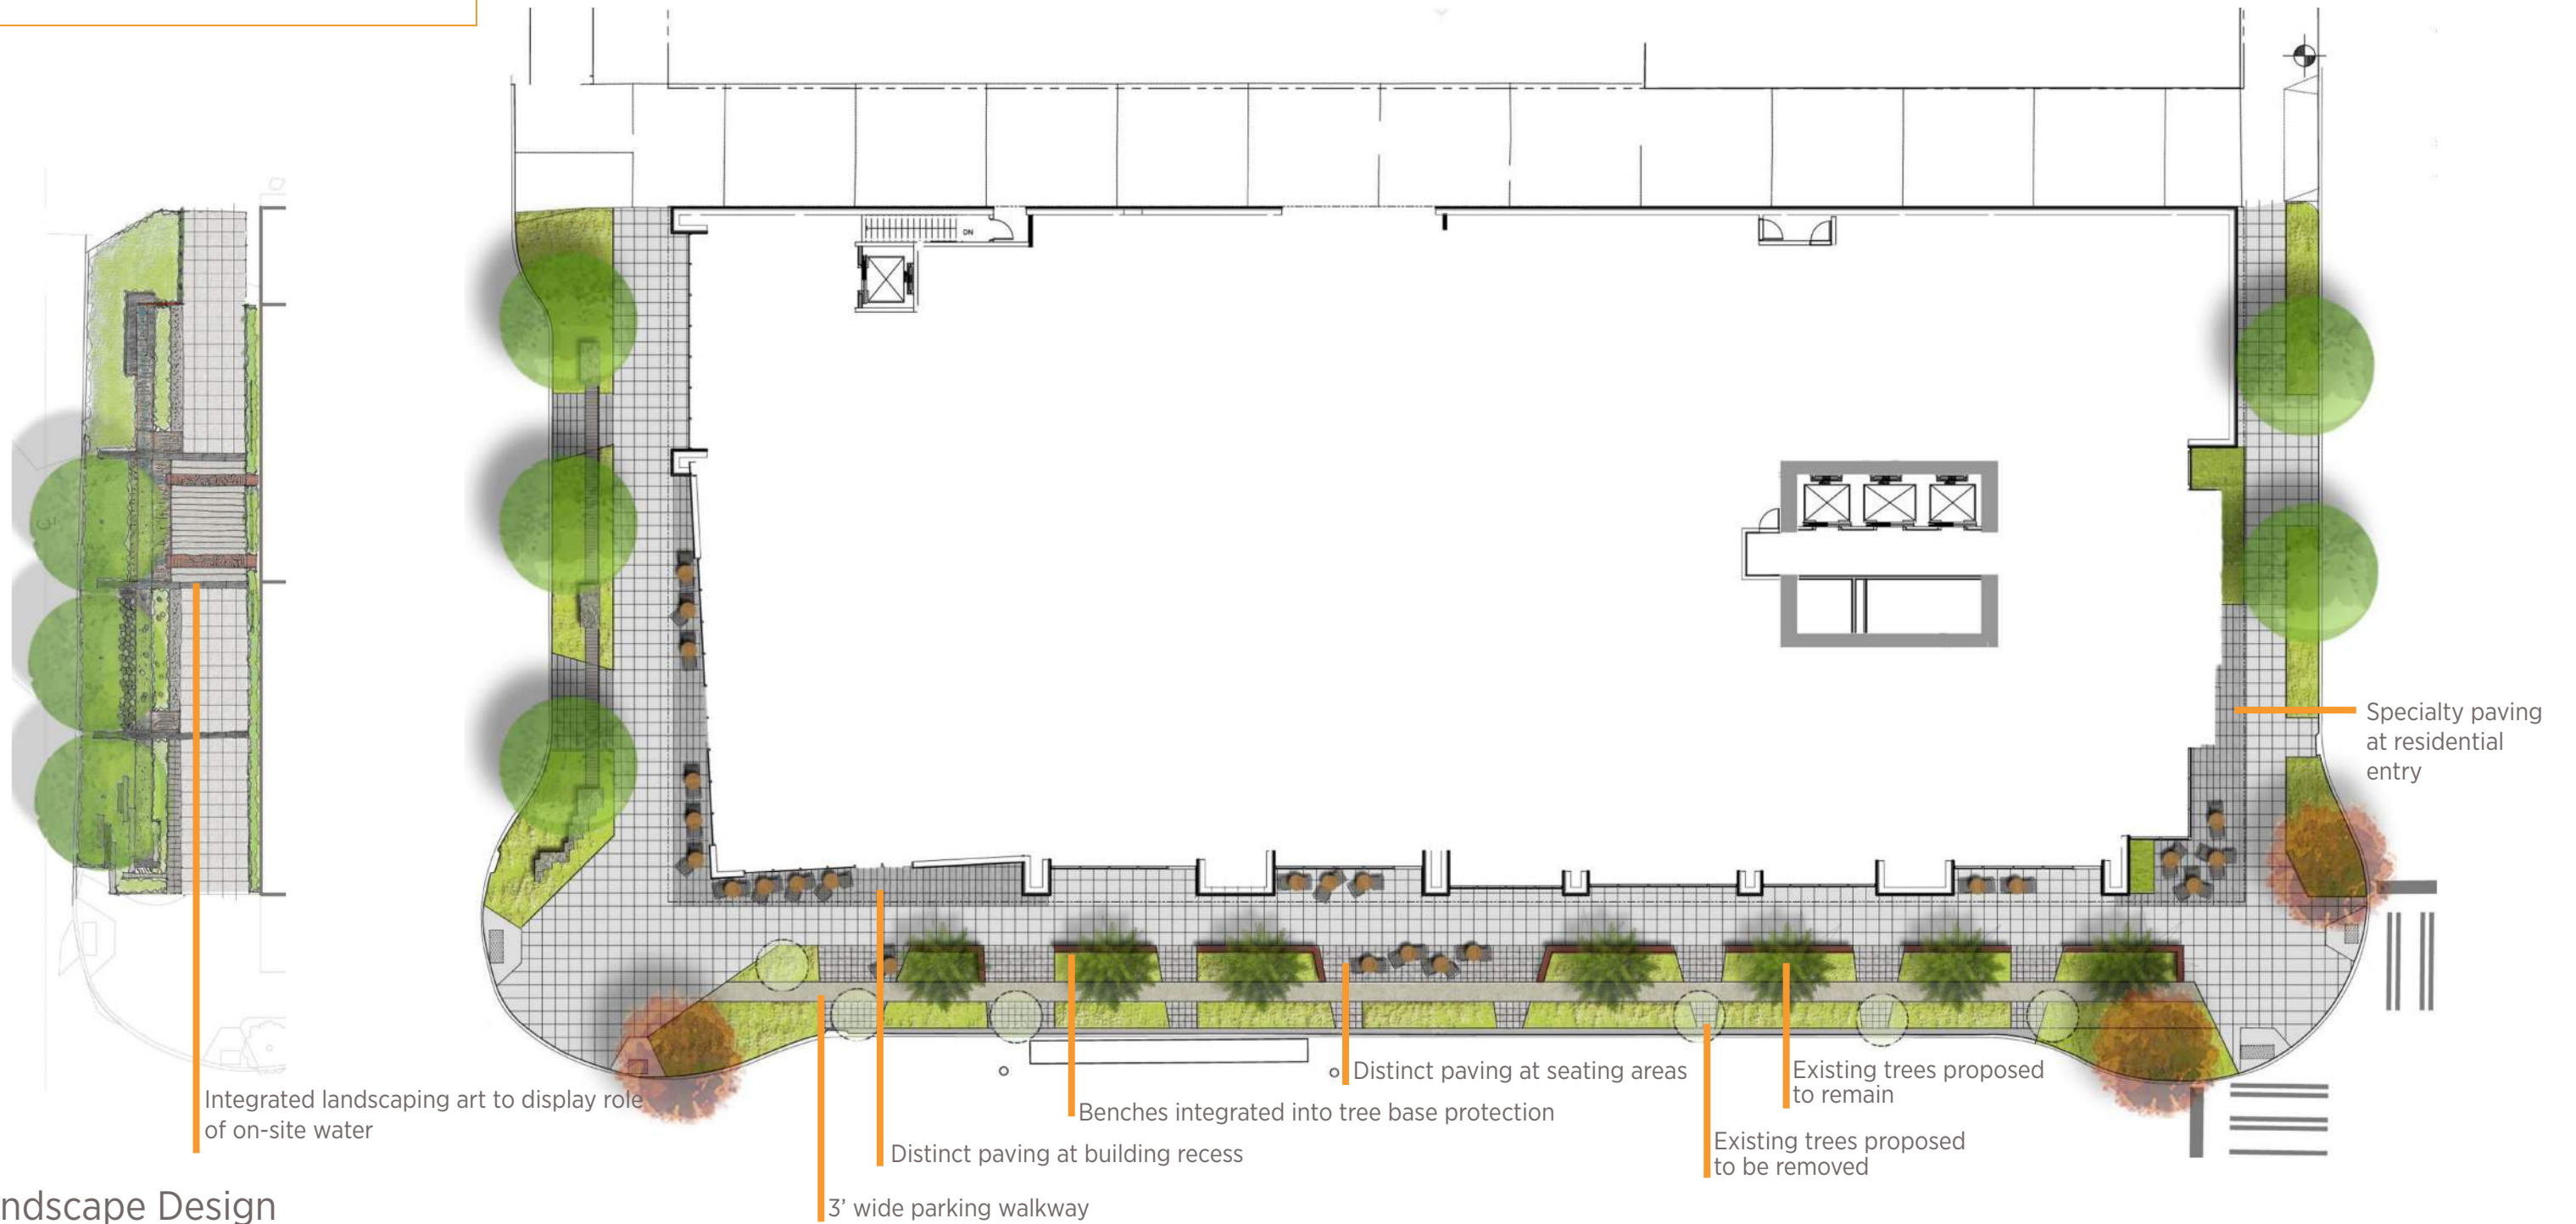 DN
Specialty paving
at residential
entry
Integrated landscaping art to display role
of on-site water
Distinct paving at seating areas
Existing trees proposed
to remain
Benches integrated into tree base protection
Existing trees proposed
to be removed
Distinct paving at building recess
3’ wide parking walkway
ndscape Design